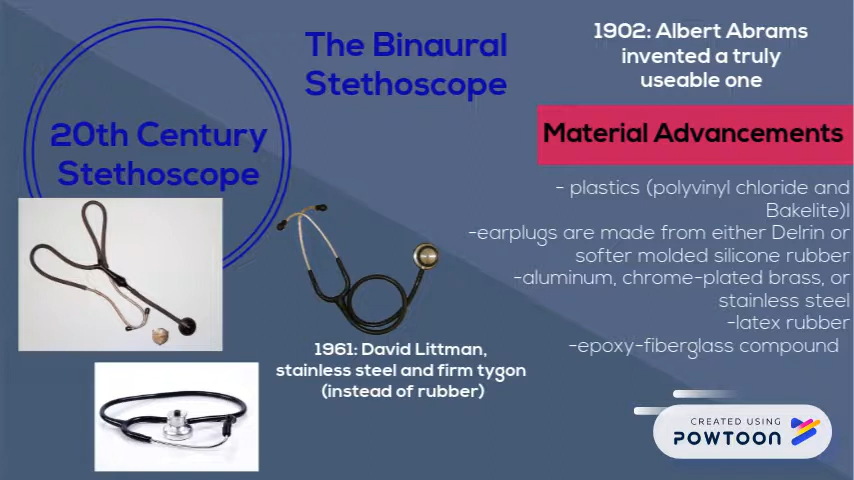 The Binaural
Stethoscope
20th Century
Stethoscope
1902: Albert Abrams
invented a truly
useable one
Material Advancements
- plastics (polyvinyl chloride and
Bakelite)l
-earplugs are made from either Delrin or
softer molded silicone rubber
-aluminum, chrome-plated brass, or
stainless steel
-latex rubber
-epoxy-fiberglass compound
1961: David Littman,
stainless steel and firm tygon
(instead of rubber)
CREATED USING
POWTOON